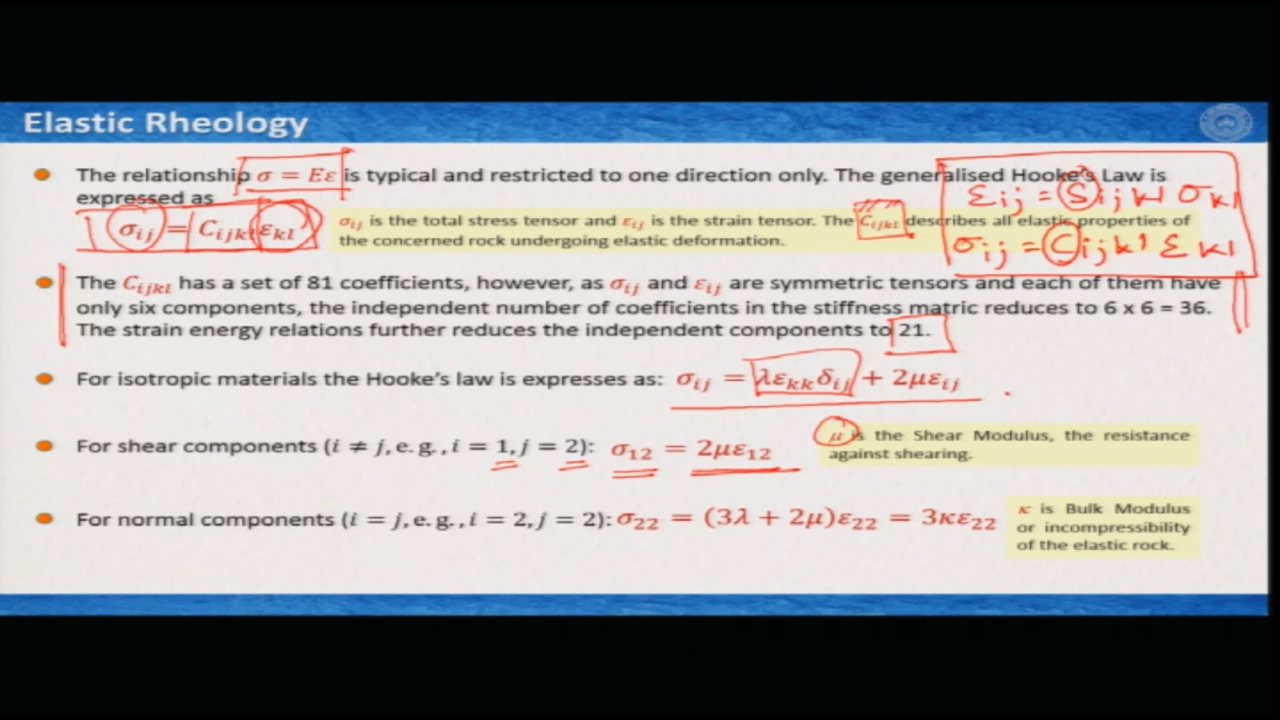 Elastic Rheology
The relationship σ = Eε is typical and restricted to one direction only. The generalised Hooke's Law is
expressed as
σij = Cijkl εkl
σij is the total stress tensor and εij is the strain tensor. The Cijkl describes all elastic properties of
the concerned rock undergoing elastic deformation.
εij = Sijkl σkl
σij = Cijkl εkl
The Cijkl has a set of 81 coefficients, however, as σij and εij are symmetric tensors and each of them have
only six components, the independent number of coefficients in the stiffness matric reduces to 6 x 6 = 36.
The strain energy relations further reduces the independent components to 21.
For isotropic materials the Hooke's law is expresses as: σij = λεkkδij + 2μεij
For shear components (i ≠ j, e.g., i = 1, j = 2): σ12 = 2με12
μ is the Shear Modulus, the resistance
against shearing.
For normal components (i = j, e.g., i = 2, j = 2): σ22 = (3λ + 2μ)ε22 = 3κε22
κ is Bulk Modulus
or incompressibility
of the elastic rock.